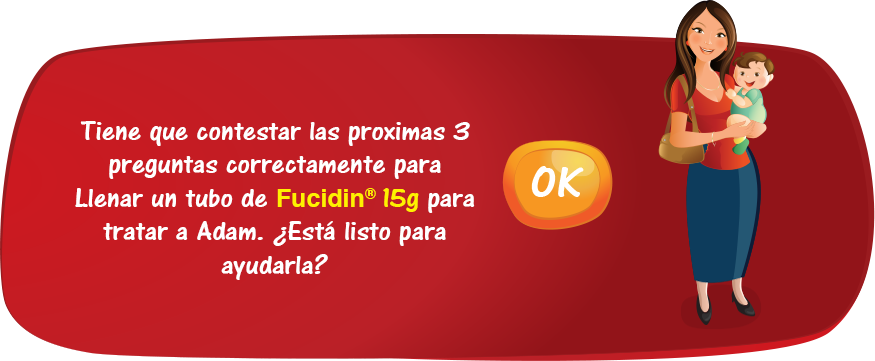 Tiene que contestar las proximas 3
preguntas correctamente para
Llenar un tubo de Fucidin® 15g para
tratar a Adam. ¿Está listo para
ayudarla?
OK